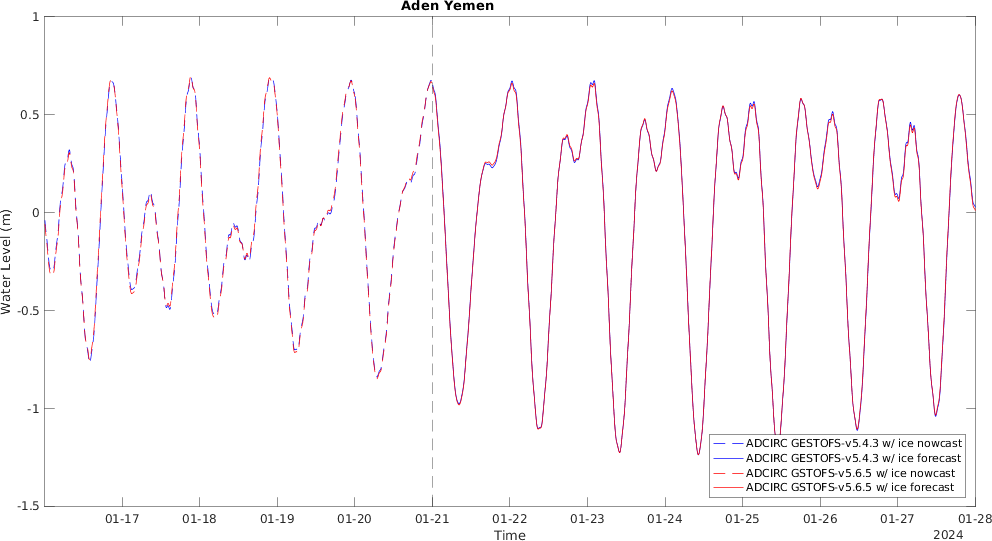 Aden Yemen
Water Level (m)
1
0.5
0
-0.5
-1
-1.5
ADCIRC GESTOFS-v5.4.3 w/ ice nowcast
ADCIRC GESTOFS-v5.4.3 w/ ice forecast
ADCIRC GSTOFS-v5.6.5 w/ ice nowcast
ADCIRC GSTOFS-v5.6.5 w/ ice forecast
01-17 01-18 01-19 01-20 01-21 01-22 01-23 01-24 01-25 01-26 01-27 01-28
Time
2024